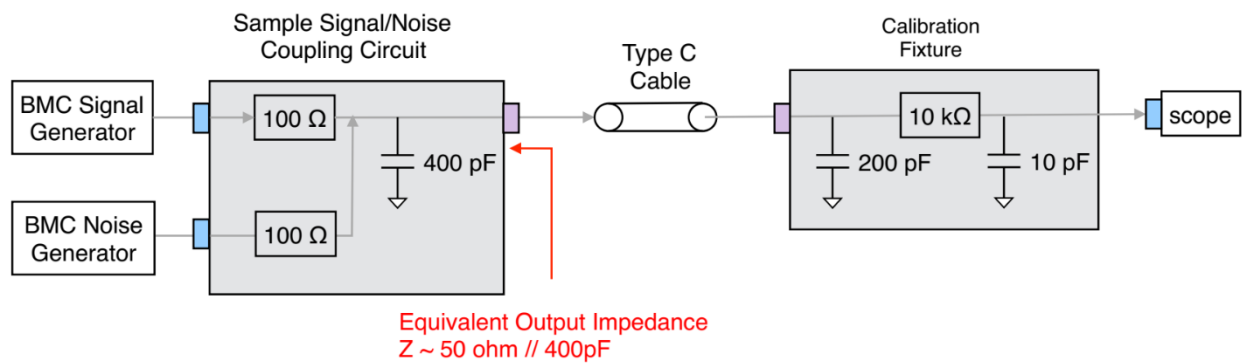 Sample Signal/Noise
Coupling Circuit
BMC Signal
Generator
100 Ω
400 pF
BMC Noise
Generator
100 Ω
Equivalent Output Impedance
Z ~ 50 ohm // 400pF
Type C
Cable
Calibration
Fixture
10 kΩ
200 pF
10 pF
scope